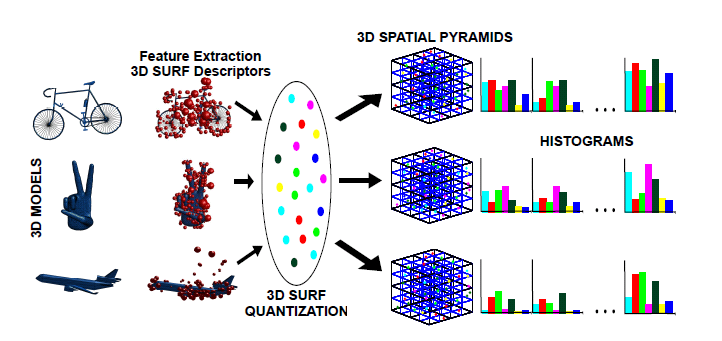 3D SPATIAL PYRAMIDS
Feature Extraction
3D SURF Descriptors
3D MODELS
HISTOGRAMS
3D SURF
QUANTIZATION